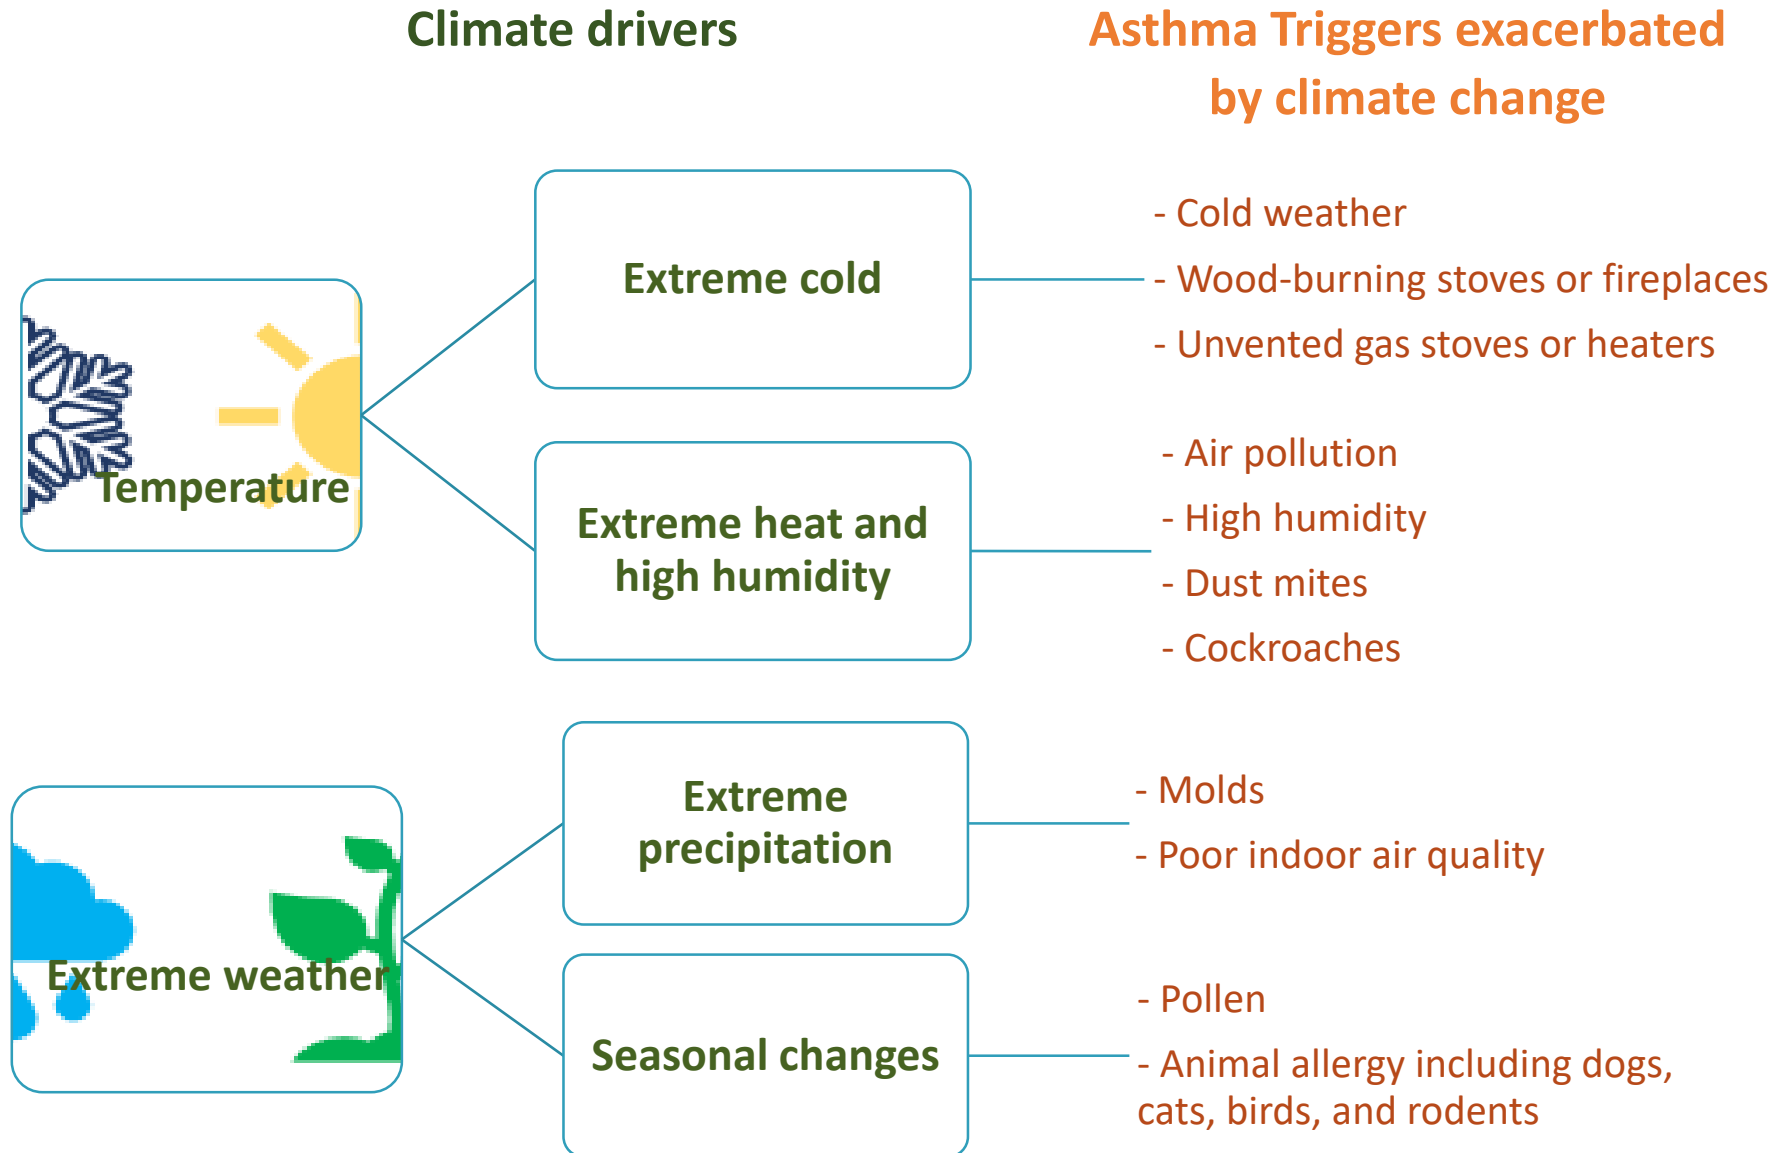 Climate drivers
Asthma Triggers exacerbated
by climate change
Temperature
Extreme cold
- Cold weather
- Wood-burning stoves or fireplaces
- Unvented gas stoves or heaters
Extreme heat and
high humidity
- Air pollution
- High humidity
- Dust mites
- Cockroaches
Extreme weather
Extreme
precipitation
- Molds
- Poor indoor air quality
Seasonal changes
- Pollen
- Animal allergy including dogs,
cats, birds, and rodents